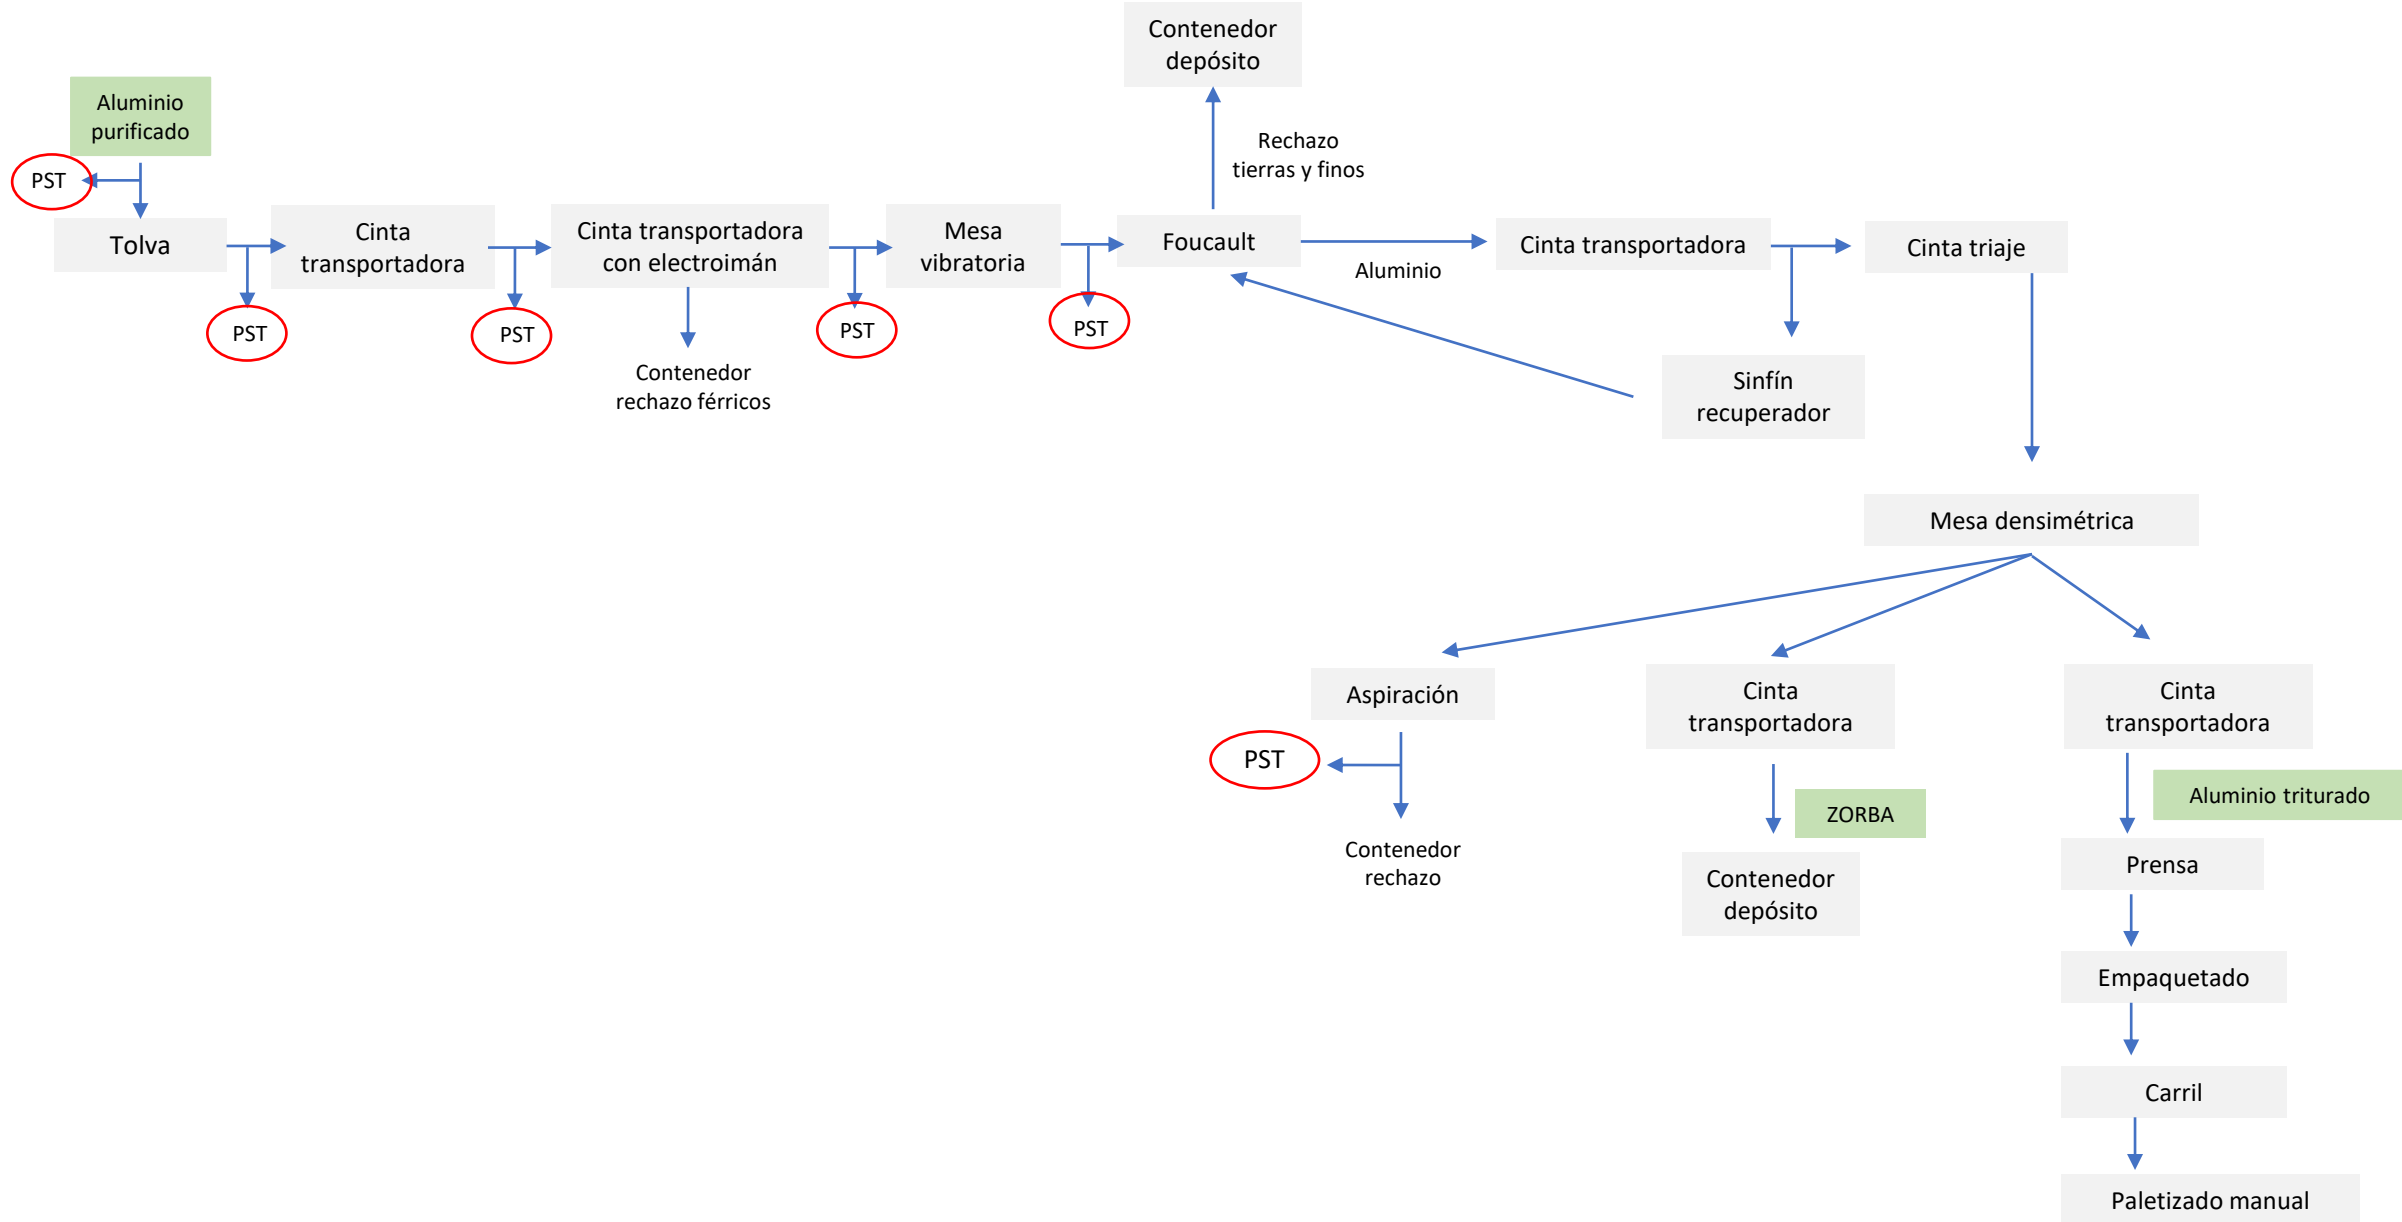 Contenedor
depósito
Aluminio
purificado
Rechazo
tierras y finos
PST
Tolva
Cinta
transportadora
Cinta transportadora
con electroimán
Mesa
vibratoria
Foucault
Cinta transportadora
Cinta triaje
Aluminio
PST
PST
PST
PST
Contenedor
rechazo férricos
Sinfín
recuperador
Mesa densimétrica
Aspiración
Cinta
transportadora
Cinta
transportadora
PST
Aluminio triturado
ZORBA
Contenedor
rechazo
Contenedor
depósito
Prensa
Empaquetado
Carril
Paletizado manual